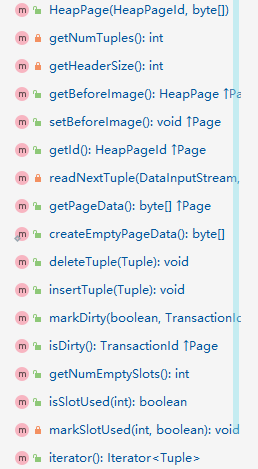 HeapPage(HeapPageId, byte[])
getNumTuples(): int
getHeaderSize(): int
getBeforeImage(): HeapPage ↑Pa
setBeforeImage(): void ↑Page
getId(): HeapPageId ↑Page
readNextTuple(DataInputStream,
getPageData(): byte[] ↑Page
createEmptyPageData(): byte[]
deleteTuple(Tuple): void
insertTuple(Tuple): void
markDirty(boolean, TransactionId
isDirty(): TransactionId ↑Page
getNumEmptySlots(): int
isSlotUsed(int): boolean
markSlotUsed(int, boolean): void
iterator(): Iterator<Tuple>